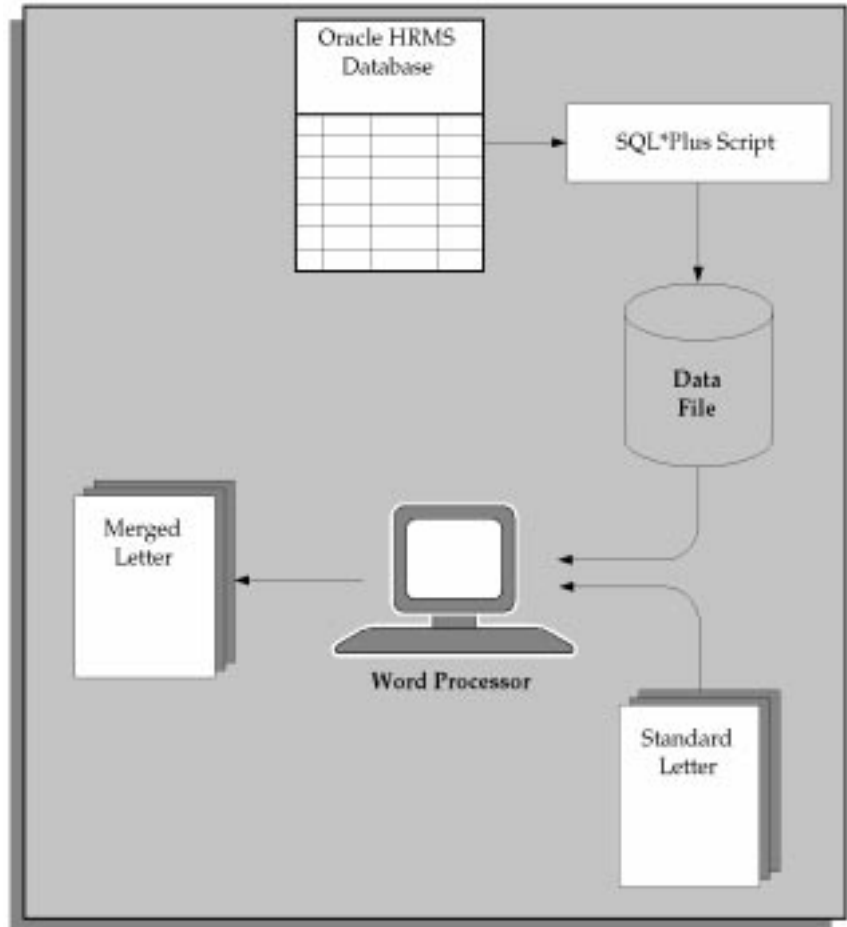 Oracle HRMS
Database
SQL*Plus Script
Data
File
Merged
Letter
Word Processor
Standard
Letter